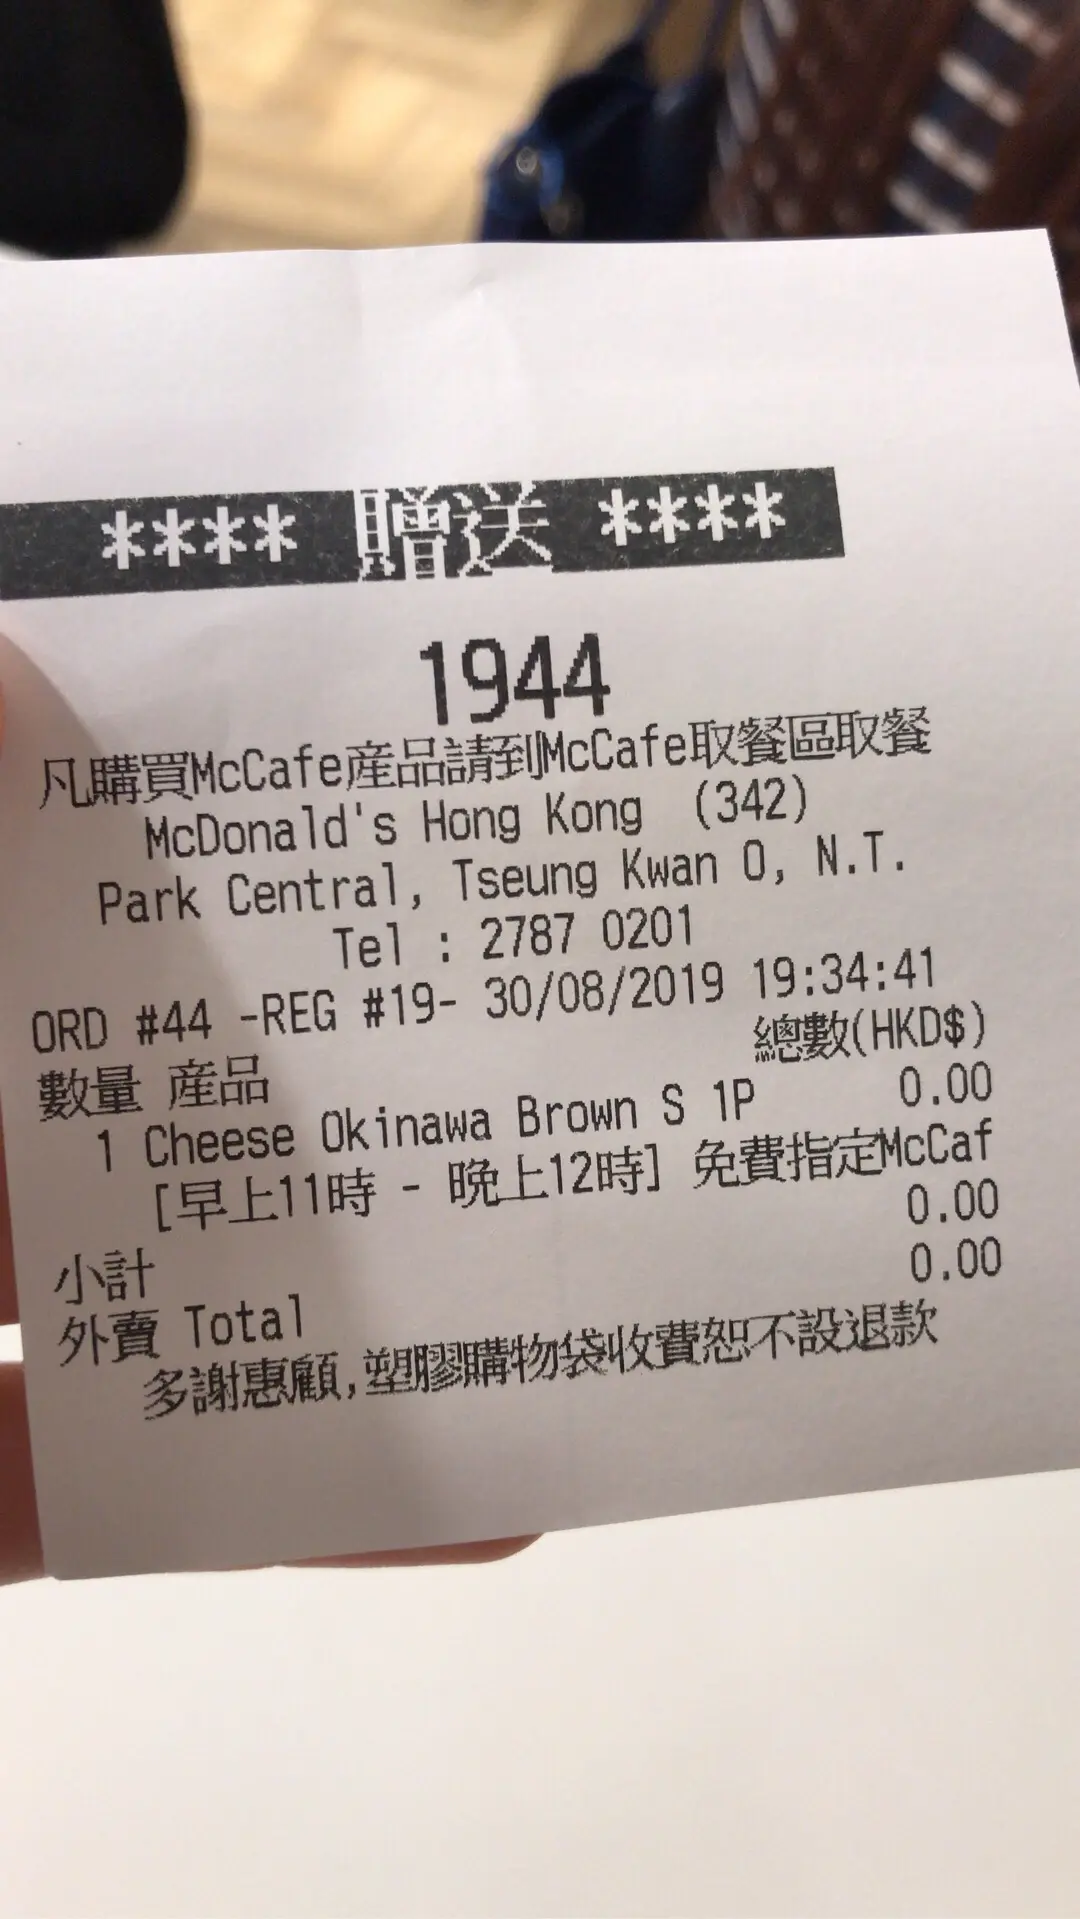 **** 贈送 ****
1944
凡購買McCafe產品請到McCafe取餐區取餐
McDonald's Hong Kong (342)
Park Central, Tseung Kwan O, N.T.
Tel : 2787 0201
ORD #44 -REG #19- 30/08/2019 19:34:41
數量 產品 總數(HKD$)
1 Cheese Okinawa Brown S 1P 0.00
[早上11時 - 晚上12時] 免費指定McCaf
小計 0.00
外賣 Total 0.00
多謝惠顧,塑膠購物袋收費恕不設退款